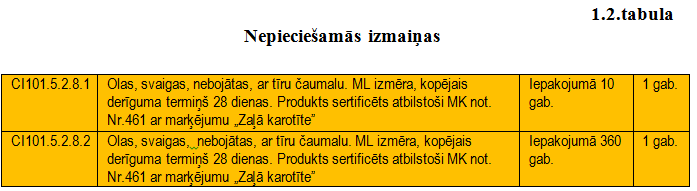 1.2.tabula
Nepieciešamās izmaiņas
CI101.5.2.8.1 Olas, svaigas, nebojātas, ar tīru čaumalu. ML izmēra, kopējais Iepakojumā 10 1 gab.
derīguma termiņš 28 dienas. Produkts sertificēts atbilstoši MK not. gab.
Nr.461 ar marķējumu „Zaļā karotīte”
CI101.5.2.8.2 Olas, svaigas, nebojātas, ar tīru čaumalu. ML izmēra, kopējais Iepakojumā 360 1 gab.
derīguma termiņš 28 dienas. Produkts sertificēts atbilstoši MK not. gab.
Nr.461 ar marķējumu „Zaļā karotīte”